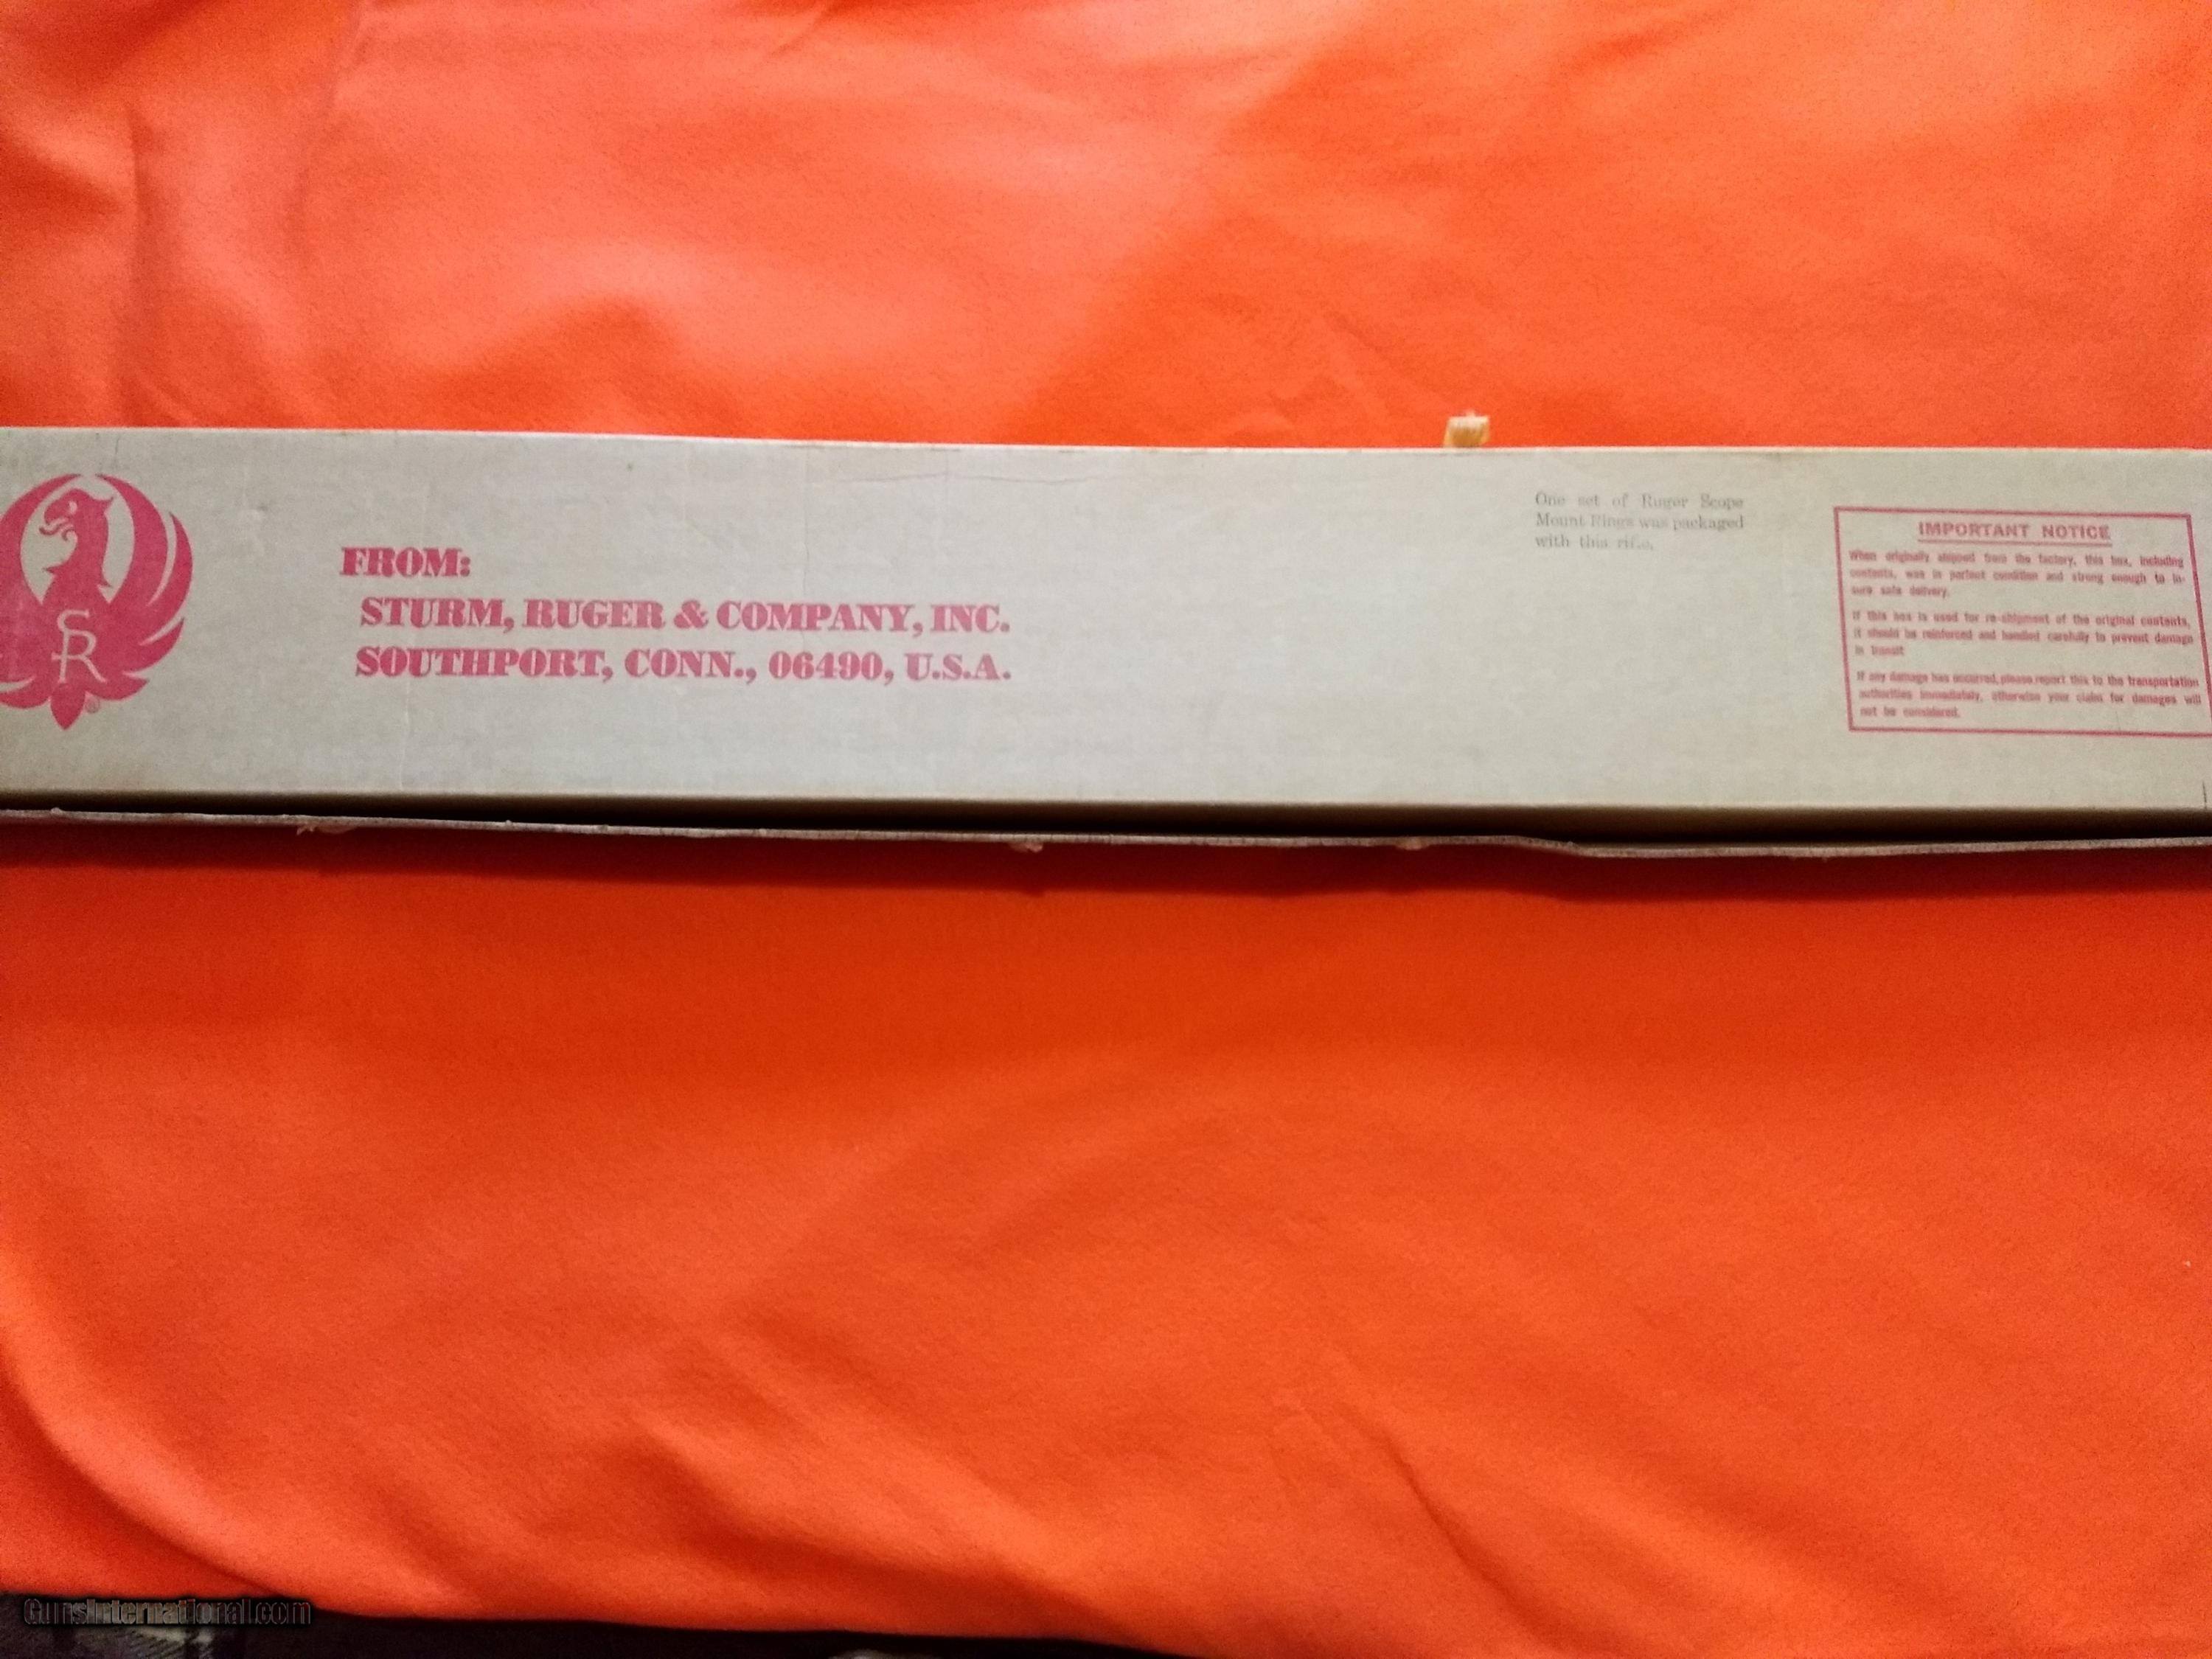 SR
FROM:
STURM, RUGER & COMPANY, INC.
SOUTHPORT, CONN., 06490, U.S.A.
One set of Ruger Scope
Mount Rings was packaged
with this
IMPORTANT NOTICE
When originally shipped from the factory, this box, including
contents, was in perfect condition and strong enough to in-
sure safe delivery.
If this box is used for re-shipment of the original contents,
it should be reinforced and handled carefully to prevent damage
in transit
If any damage has occurred, please report this to the transportation
authorities immediately, otherwise your claim for damages will
not be considered.
GunsInternational.com